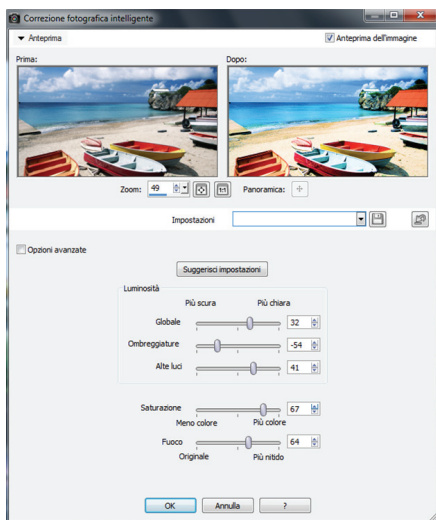 Correzione fotografica intelligente
Anteprima
Anteprima dell'immagine
Prima:
Dopo:
Zoom: 49
1:1
Panoramica:
Impostazioni
Opzioni avanzate
Suggerisci impostazioni
Luminosità
Più scura Più chiara
Globale 32
Ombreggiature -54
Alte luci 41
Saturazione 67
Meno colore Più colore
Fuoco 64
Originale Più nitido
OK Annulla ?